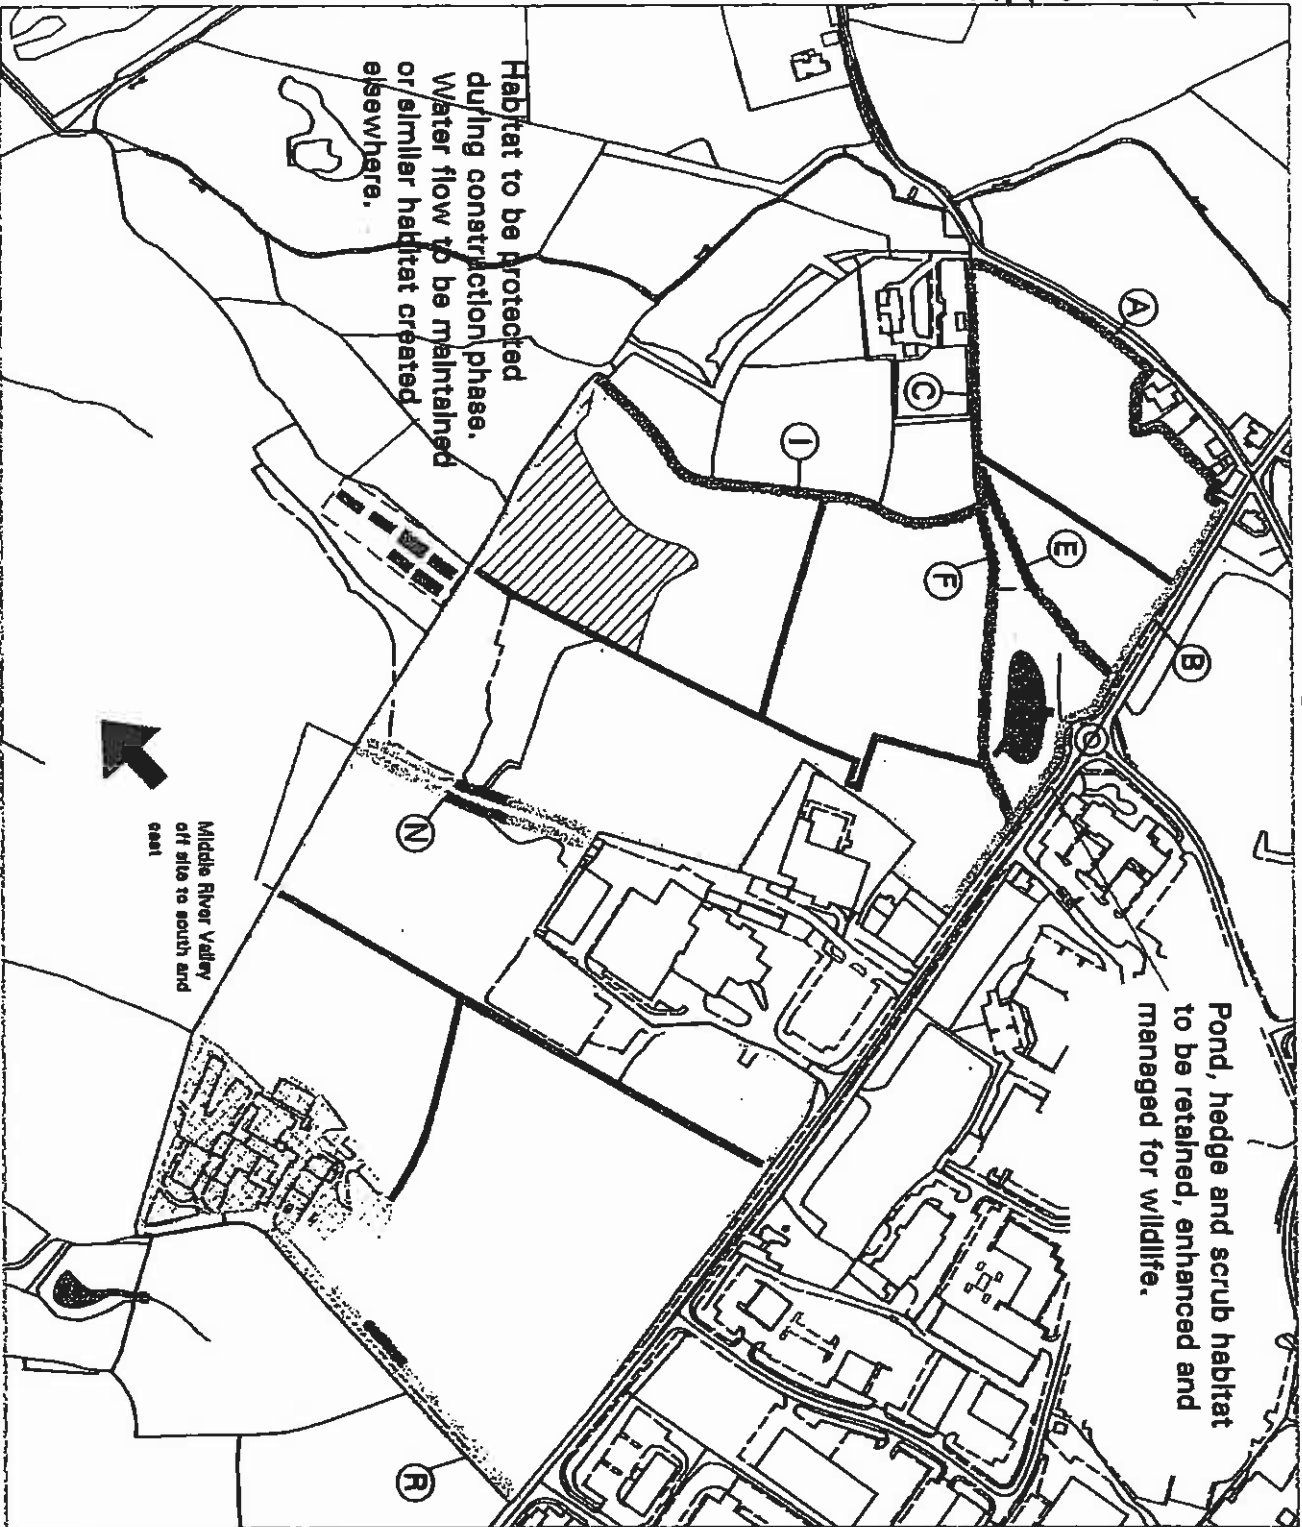 Habitat to be protected
during construction phase.
Water flow to be maintained
or similar habitat created
elsewhere.
A
C
I
E
F
B
N
Middle River Valley
off site to south and
east
Pond, hedge and scrub habitat
to be retained, enhanced and
managed for wildlife.
R